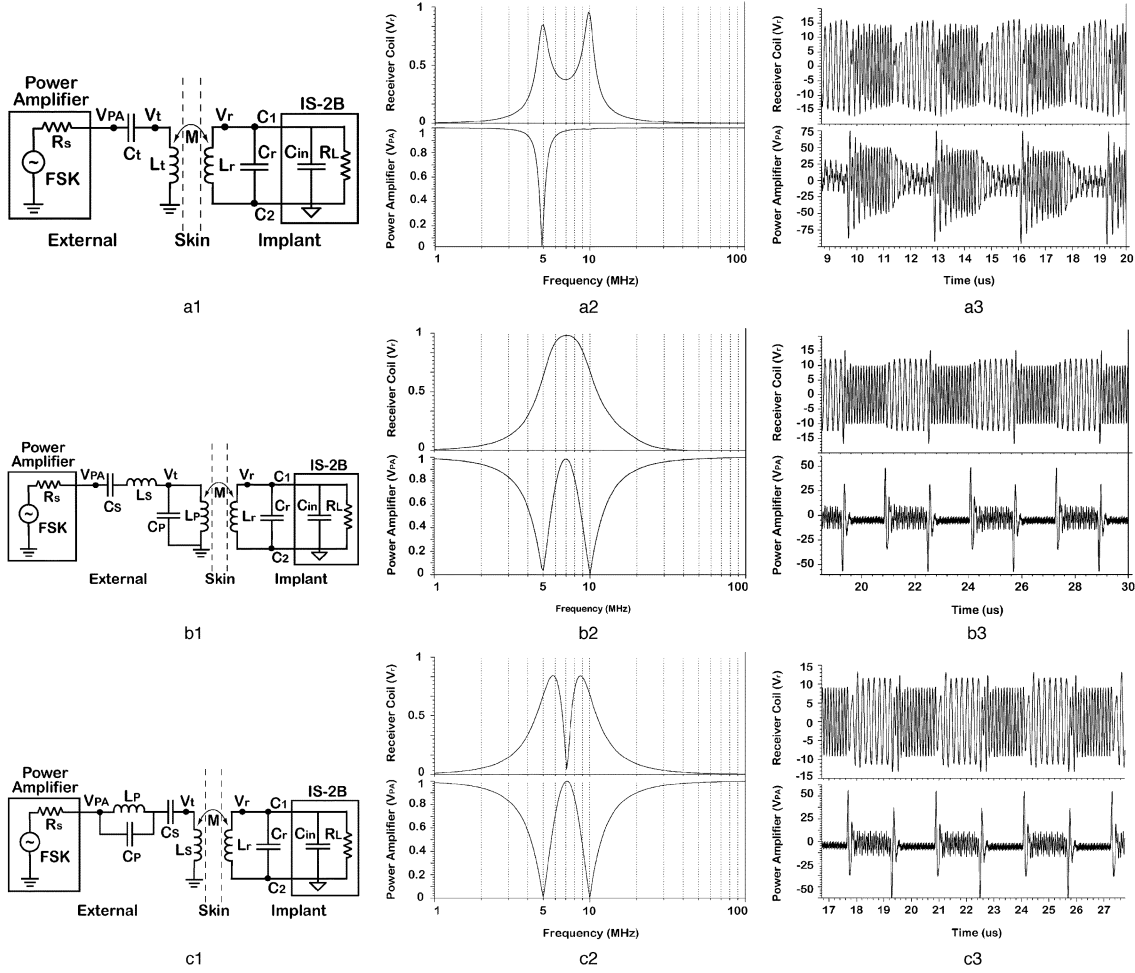 Power
Amplifier
VPA Vt Vr C1 IS-2B
Rs Ct M Lt Lr Cr Cin RL
~
FSK
C2
External Skin Implant
a1
Receiver Coil (Vr)
1
0.5
0
Power Amplifier (VPA)
1
0.8
0.6
0.4
0.2
0
1 5 10 100
Frequency (MHz)
a2
Receiver Coil (Vr)
15
10
5
0
-5
-10
-15
Power Amplifier (VPA)
75
50
25
0
-25
-50
-75
9 10 11 12 13 14 15 16 17 18 19 20
Time (us)
a3
Power
Amplifier
VPA Vt Vr C1 IS-2B
Rs CS LS M CP LP Lr Cr Cin RL
~
FSK
C2
External Skin Implant
b1
Receiver Coil (Vr)
1
0.5
0
Power Amplifier (VPA)
1
0.8
0.6
0.4
0.2
0
1 5 10 100
Frequency (MHz)
b2
Receiver Coil (Vr)
15
10
5
0
-5
-10
-15
Power Amplifier (VPA)
50
25
0
-25
-50
20 22 24 26 28 30
Time (us)
b3
Power
Amplifier
VPA LP Vt Vr C1 IS-2B
Rs CP CS M LS Lr Cr Cin RL
~
FSK
C2
External Skin Implant
c1
Receiver Coil (Vr)
1
0.5
0
Power Amplifier (VPA)
1
0.8
0.6
0.4
0.2
0
1 5 10 100
Frequency (MHz)
c2
Receiver Coil (Vr)
15
10
5
0
-5
-10
-15
Power Amplifier (VPA)
50
25
0
-25
-50
17 18 19 20 21 22 23 24 25 26 27
Time (us)
c3